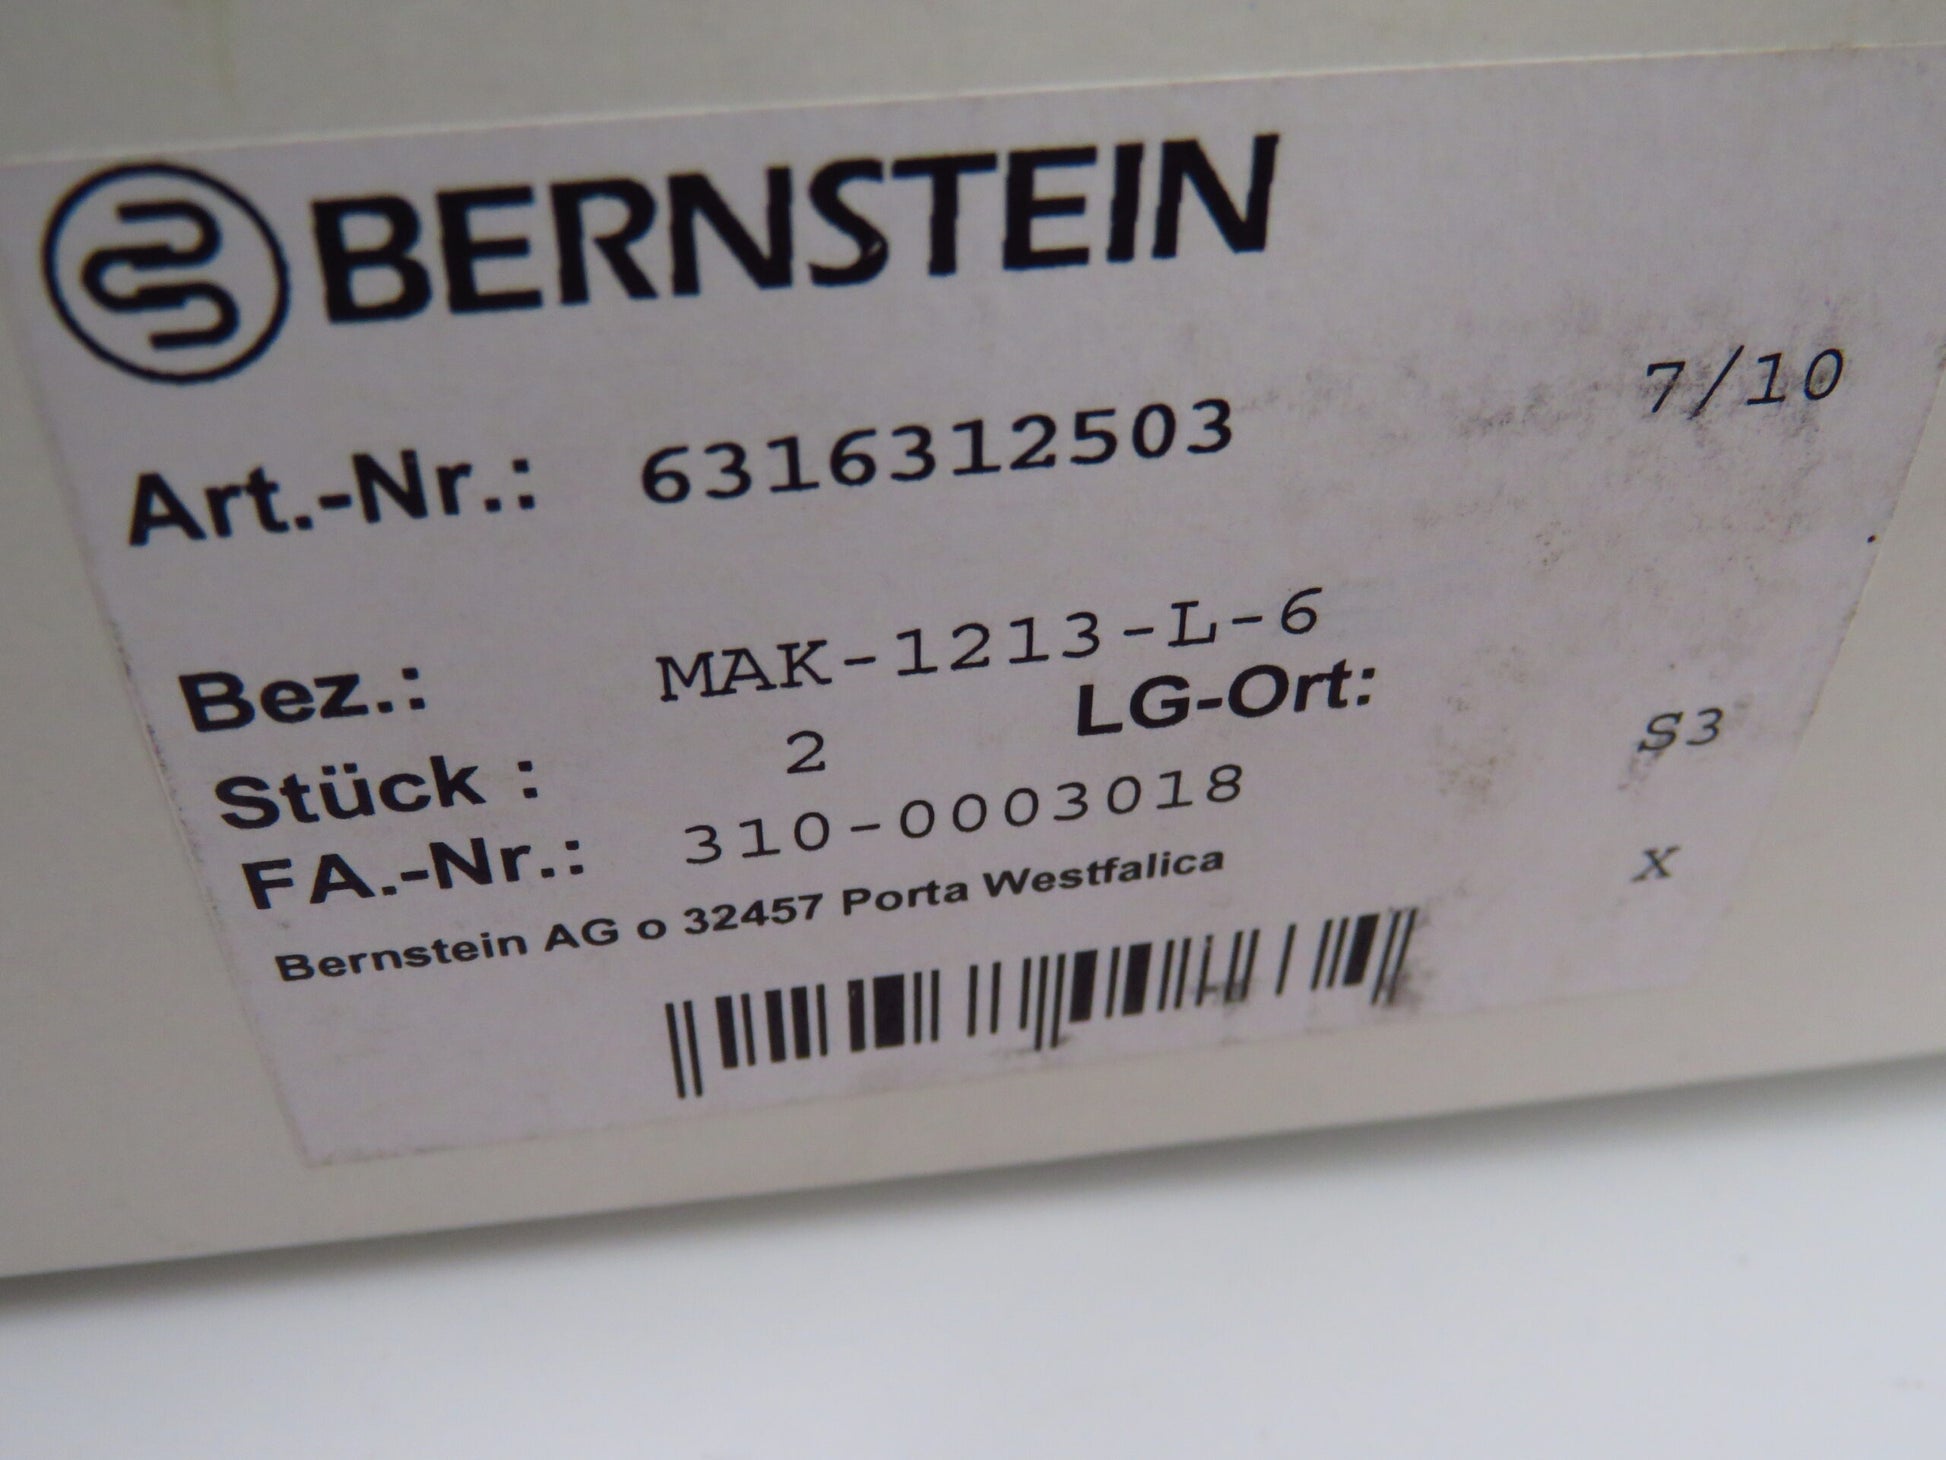 BERNSTEIN
7/10
Art.-Nr.: 6316312503
Bez.: MAK-1213-L-6
Stück : 2 LG-Ort: S3
FA.-Nr.: 310-0003018 X
Bernstein AG o 32457 Porta Westfalica